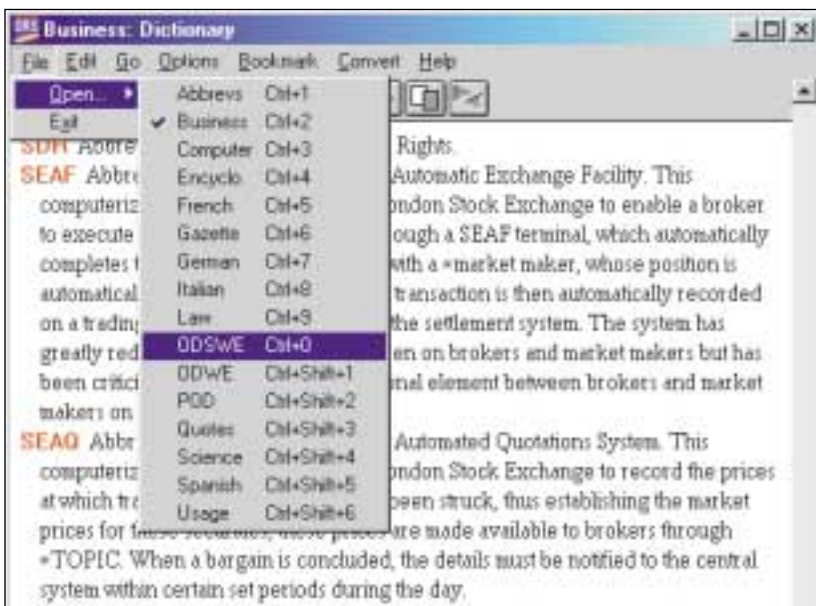 Business: Dictionary
File Edit Go Options Bookmark Convert Help
Open...
Exit
Abbrevs Ctrl+1
Business Ctrl+2
Computer Ctrl+3
Encyclo Ctrl+4
French Ctrl+5
Gazette Ctrl+6
German Ctrl+7
Italian Ctrl+8
Law Ctrl+9
ODSWE Ctrl+0
ODWE Ctrl+Shift+1
POD Ctrl+Shift+2
Quotes Ctrl+Shift+3
Science Ctrl+Shift+4
Spanish Ctrl+Shift+5
Usage Ctrl+Shift+6
SDR Abbre Rights.
SEAF Abbre Automatic Exchange Facility. This
computeriz ondon Stock Exchange to enable a broker
to execute ough a SEAF terminal, which automatically
completes t with a *market maker, whose position is
automatical transaction is then automatically recorded
on a trading the settlement system. The system has
greatly red en on brokers and market makers but has
been critici nal element between brokers and market
makers on
SEAQ Abbr Automated Quotations System. This
computeriz ondon Stock Exchange to record the prices
at which tra been struck, thus establishing the market
prices for these securities, these prices are made available to brokers through
*TOPIC. When a bargain is concluded, the details must be notified to the central
system within certain set periods during the day.